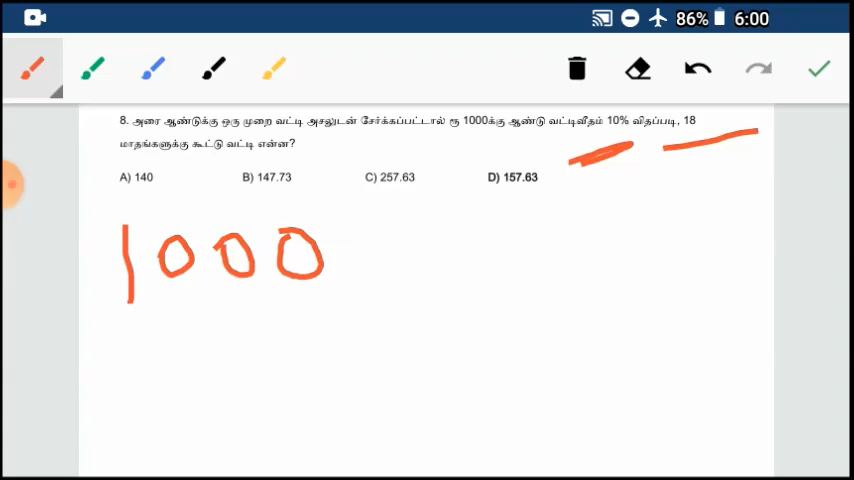 86% 6:00
8. அரை ஆண்டுக்கு ஒரு முறை வட்டி அசலுடன் சேர்க்கப்பட்டால் ரூ 1000க்கு ஆண்டு வட்டிவீதம் 10% விதப்படி, 18
மாதங்களுக்கு கூட்டு வட்டி என்ன?
A) 140 B) 147.73 C) 257.63 D) 157.63
1000